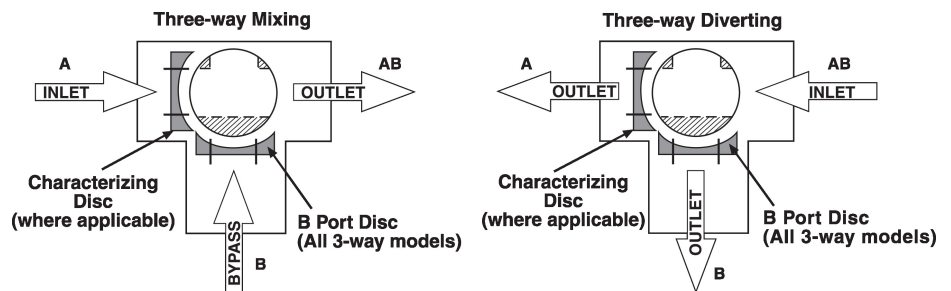 Three-way Mixing
A
INLET
AB
OUTLET
Characterizing
Disc
(where applicable)
B Port Disc
(All 3-way models)
BYPASS
B
Three-way Diverting
A
OUTLET
AB
INLET
Characterizing
Disc
(where applicable)
B Port Disc
(All 3-way models)
OUTLET
B